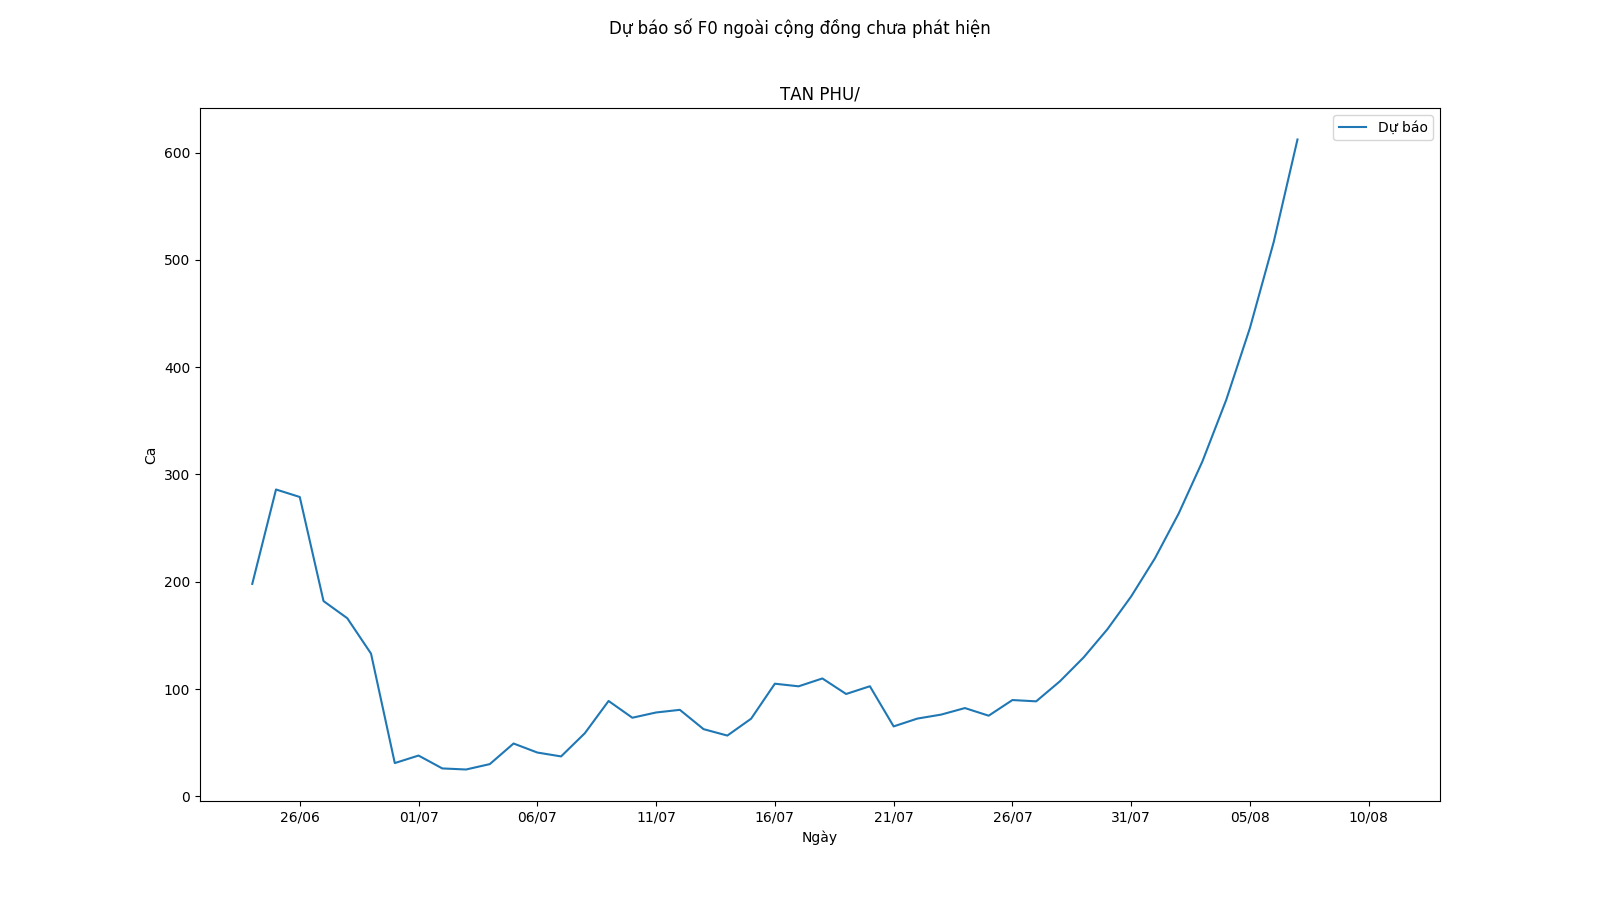 Dự báo số F0 ngoài cộng đồng chưa phát hiện
TAN PHU/
Dự báo
600
500
400
300
200
100
0
Ca
26/06 01/07 06/07 11/07 16/07 21/07 26/07 31/07 05/08 10/08
Ngày